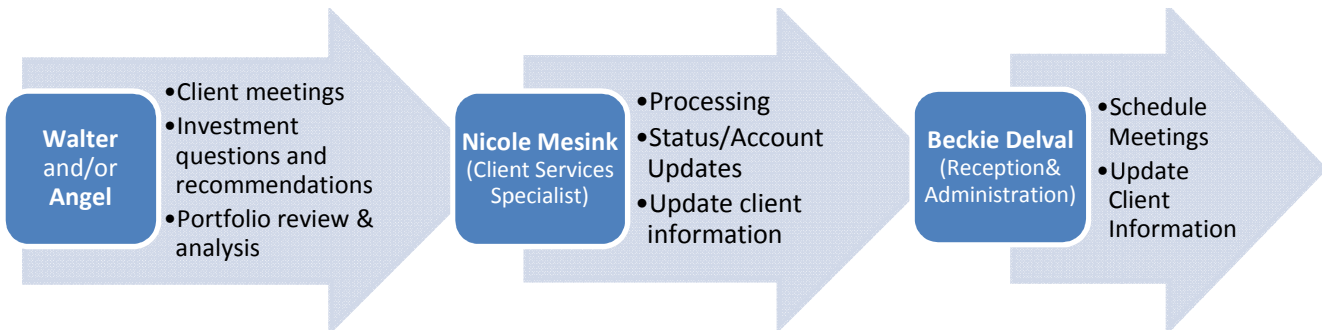 Walter
and/or
Angel
•Client meetings
•Investment
questions and
recommendations
•Portfolio review &
analysis
Nicole Mesink
(Client Services
Specialist)
•Processing
•Status/Account
Updates
•Update client
information
Beckie Delval
(Reception&
Administration)
•Schedule
Meetings
•Update
Client
Information